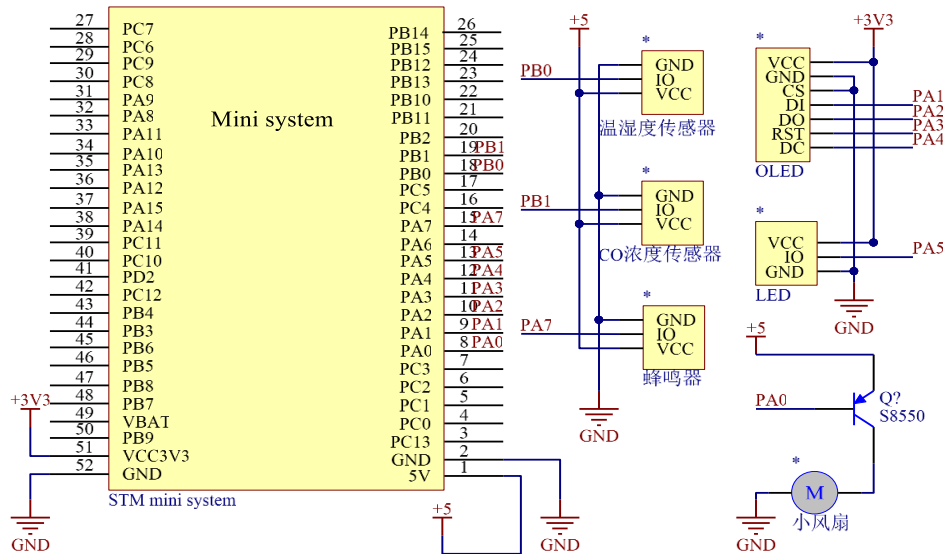 Mini system
27 PC7
28 PC6
29 PC9
30 PC8
31 PA9
32 PA8
33 PA11
34 PA10
35 PA13
36 PA12
37 PA15
38 PA14
39 PC11
40 PC10
41 PD2
42 PC12
43 PB4
44 PB3
45 PB6
46 PB5
47 PB8
48 PB7
49 VBAT
50 PB9
51 VCC3V3
52 GND
+3V3
GND
PB14 26
PB15 25
PB12 24
PB13 23
PB10 22
PB11 21
PB2 20
PB1 19 PB1
PB0 18 PB0
PC5 17
PC4 16
PA7 15 PA7
PA6 14
PA5 13 PA5
PA4 12 PA4
PA3 11 PA3
PA2 10 PA2
PA1 9 PA1
PA0 8 PA0
PC3 7
PC2 6
PC1 5
PC0 4
PC13 3
GND 2
5V 1
STM mini system
+5
GND
+5
*
PB0
GND
IO
VCC
温湿度传感器
*
PB1
GND
IO
VCC
CO浓度传感器
*
PA7
GND
IO
VCC
蜂鸣器
GND
+3V3
*
VCC
GND
CS
DI PA1
DO PA2
RST PA3
DC PA4
OLED
*
VCC
IO PA5
GND
LED
GND
+5
PA0
Q?
S8550
*
M
小风扇
GND